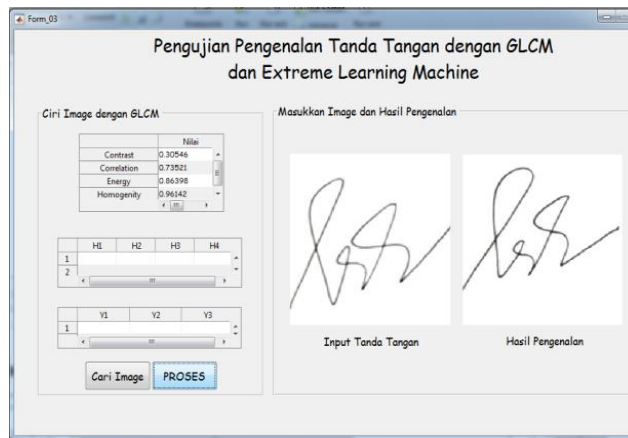 Form_03
Pengujian Pengenalan Tanda Tangan dengan GLCM
dan Extreme Learning Machine
Ciri Image dengan GLCM
Nilai
Contrast 0.30546
Correlation 0.73521
Energy 0.86398
Homogenity 0.96142
H1 H2 H3 H4
1
2
Y1 Y2 Y3
1
Cari Image PROSES
Masukkan Image dan Hasil Pengenalan
Input Tanda Tangan Hasil Pengenalan